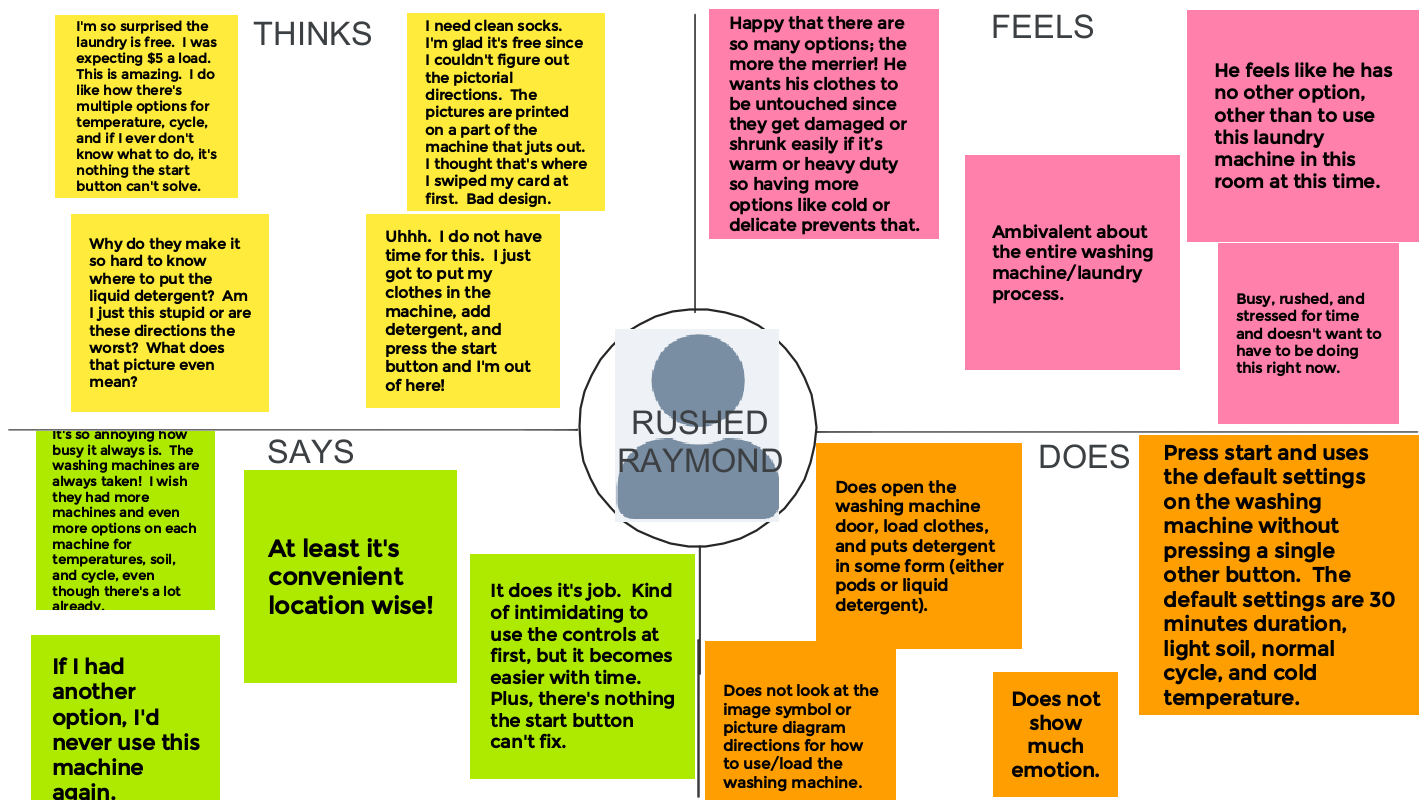 THINKS
I'm so surprised the
laundry is free.  I was
expecting $5 a load.
This is amazing.  I do
like how there's
multiple options for
temperature, cycle,
and if I ever don't
know what to do, it's
nothing the start
button can't solve.
I need clean socks.
I'm glad it's free since
I couldn't figure out
the pictorial
directions.  The
pictures are printed
on a part of the
machine that juts out.
I thought that's where
I swiped my card at
first.  Bad design.
Why do they make it
so hard to know
where to put the
liquid detergent?  Am
I just this stupid or are
these directions the
worst?  What does
that picture even
mean?
Uhhh.  I do not have
time for this.  I just
got to put my
clothes in the
machine, add
detergent, and
press the start
button and I'm out
of here!
FEELS
Happy that there are
so many options; the
more the merrier! He
wants his clothes to
be untouched since
they get damaged or
shrunk easily if it’s
warm or heavy duty
so having more
options like cold or
delicate prevents that.
He feels like he has
no other option,
other than to use
this laundry
machine in this
room at this time.
Ambivalent about
the entire washing
machine/laundry
process.
Busy, rushed, and
stressed for time
and doesn't want to
have to be doing
this right now.
RUSHED
RAYMOND
SAYS
It's so annoying how
busy it always is.  The
washing machines are
always taken!  I wish
they had more
machines and even
more options on each
machine for
temperatures, soil,
and cycle, even
though there's a lot
already.
At least it's
convenient
location wise!
It does it's job.  Kind
of intimidating to
use the controls at
first, but it becomes
easier with time.
Plus, there's nothing
the start button
can't fix.
If I had
another
option, I'd
never use this
machine
again.
DOES
Does open the
washing machine
door, load clothes,
and puts detergent
in some form (either
pods or liquid
detergent).
Press start and uses
the default settings
on the washing
machine without
pressing a single
other button.  The
default settings are 30
minutes duration,
light soil, normal
cycle, and cold
temperature.
Does not look at the
image symbol or
picture diagram
directions for how
to use/load the
washing machine.
Does not
show
much
emotion.